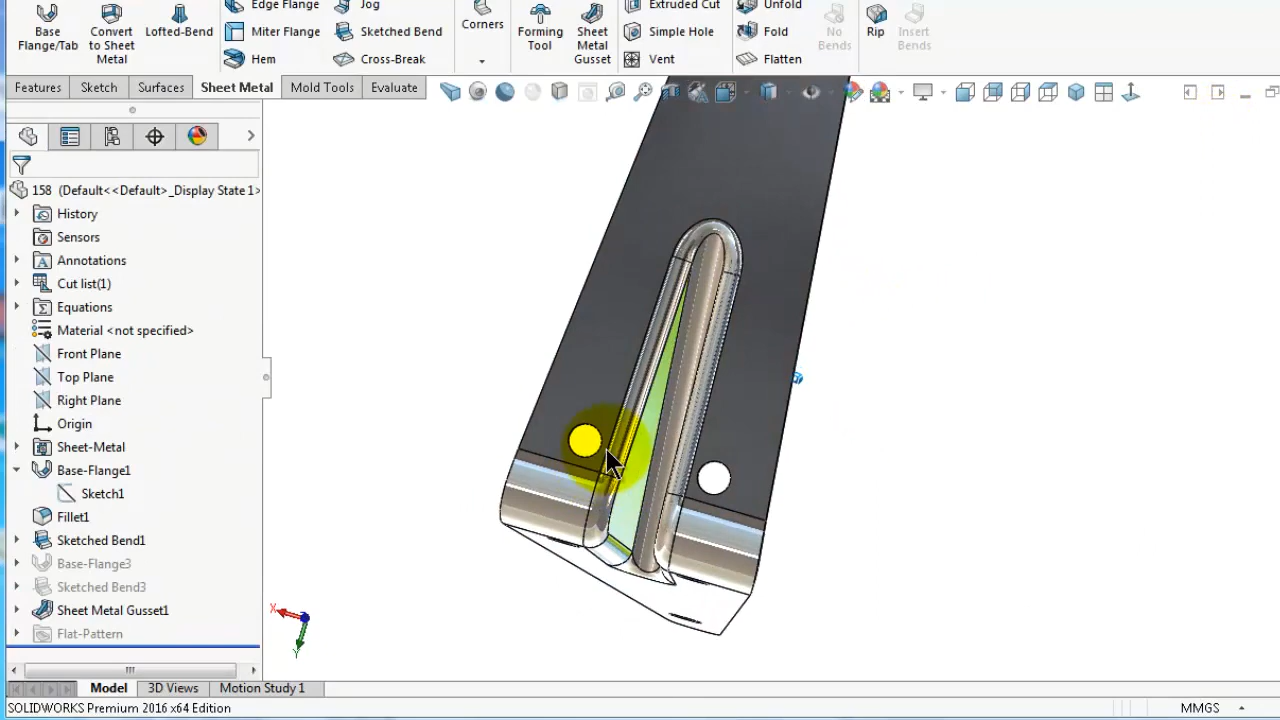 Edge Flange
Jog
Extruded Cut
Unfold
Base
Flange/Tab
Convert
to Sheet
Metal
Lofted-Bend
Miter Flange
Sketched Bend
Corners
Forming
Tool
Sheet
Metal
Gusset
Simple Hole
Fold
No
Bends
Rip
Insert
Bends
Hem
Cross-Break
Vent
Flatten
Features
Sketch
Surfaces
Sheet Metal
Mold Tools
Evaluate
158 (Default<<Default>_Display State 1>
History
Sensors
Annotations
Cut list(1)
Equations
Material <not specified>
Front Plane
Top Plane
Right Plane
Origin
Sheet-Metal
Base-Flange1
Sketch1
Fillet1
Sketched Bend1
Base-Flange3
Sketched Bend3
Sheet Metal Gusset1
Flat-Pattern
X
Y
Model
3D Views
Motion Study 1
SOLIDWORKS Premium 2016 x64 Edition
MMGS